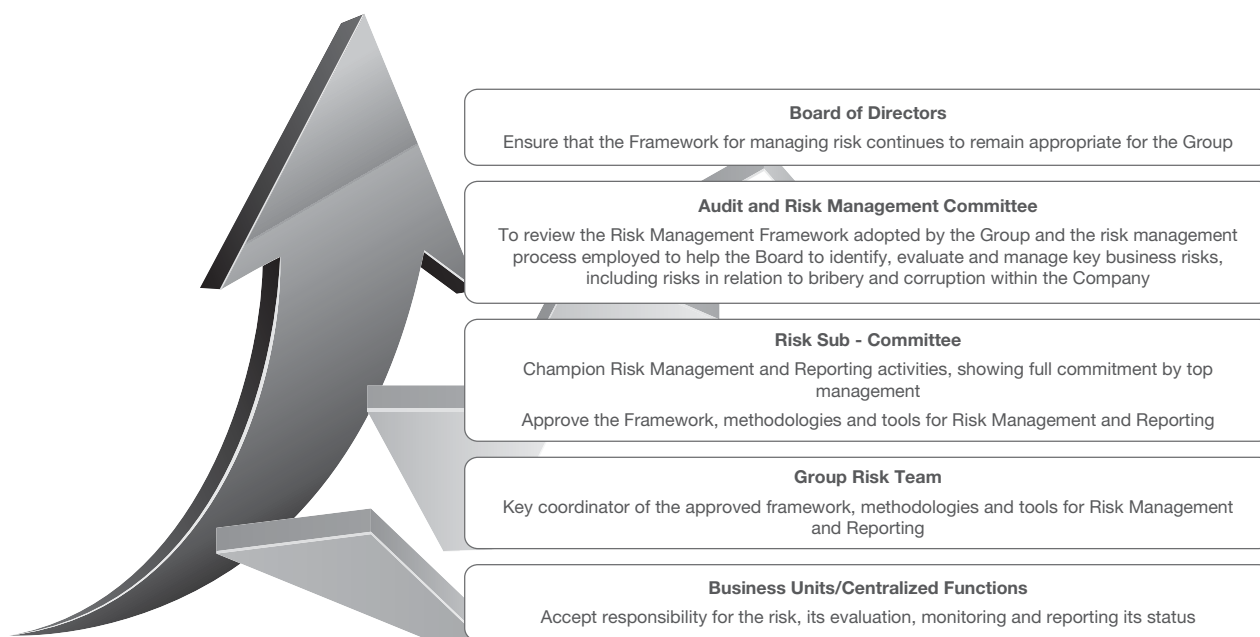 Board of Directors
Ensure that the Framework for managing risk continues to remain appropriate for the Group
Audit and Risk Management Committee
To review the Risk Management Framework adopted by the Group and the risk management
process employed to help the Board to identify, evaluate and manage key business risks,
including risks in relation to bribery and corruption within the Company
Risk Sub - Committee
Champion Risk Management and Reporting activities, showing full commitment by top
management
Approve the Framework, methodologies and tools for Risk Management and Reporting
Group Risk Team
Key coordinator of the approved framework, methodologies and tools for Risk Management
and Reporting
Business Units/Centralized Functions
Accept responsibility for the risk, its evaluation, monitoring and reporting its status